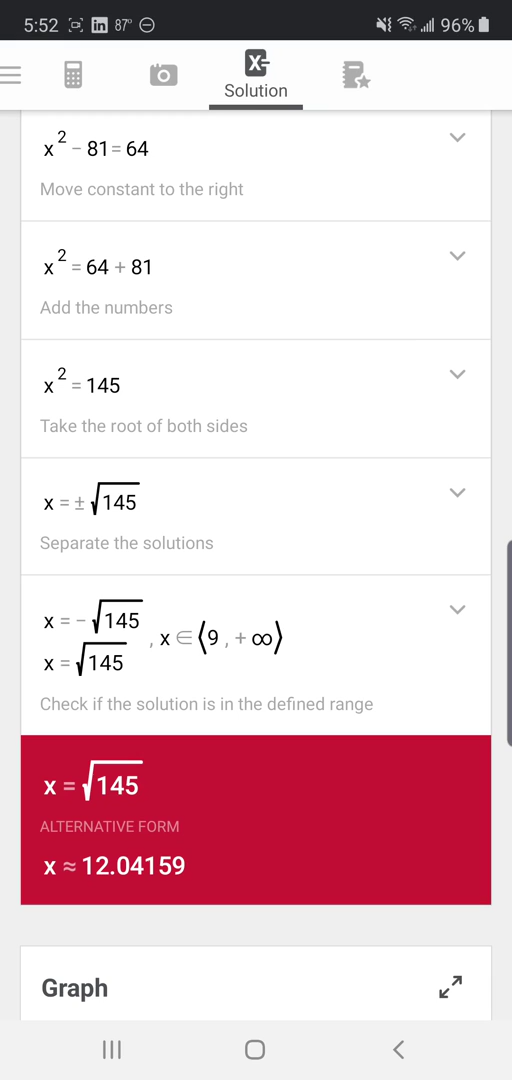 5:52 87° 96%
X=
Solution
x² − 81 = 64
Move constant to the right
x² = 64 + 81
Add the numbers
x² = 145
Take the root of both sides
x = ± √145
Separate the solutions
x = − √145
x = √145 , x ∈ ⟨9 , + ∞⟩
Check if the solution is in the defined range
x = √145
ALTERNATIVE FORM
x ≈ 12.04159
Graph